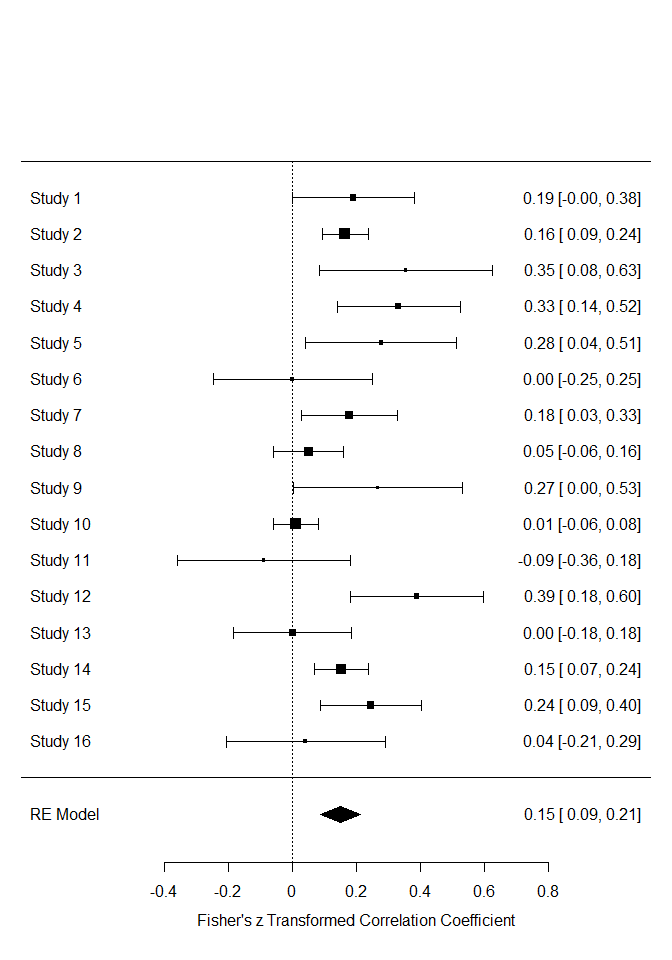 Study 1 0.19 [-0.00, 0.38]
Study 2 0.16 [ 0.09, 0.24]
Study 3 0.35 [ 0.08, 0.63]
Study 4 0.33 [ 0.14, 0.52]
Study 5 0.28 [ 0.04, 0.51]
Study 6 0.00 [-0.25, 0.25]
Study 7 0.18 [ 0.03, 0.33]
Study 8 0.05 [-0.06, 0.16]
Study 9 0.27 [ 0.00, 0.53]
Study 10 0.01 [-0.06, 0.08]
Study 11 -0.09 [-0.36, 0.18]
Study 12 0.39 [ 0.18, 0.60]
Study 13 0.00 [-0.18, 0.18]
Study 14 0.15 [ 0.07, 0.24]
Study 15 0.24 [ 0.09, 0.40]
Study 16 0.04 [-0.21, 0.29]
RE Model 0.15 [ 0.09, 0.21]
-0.4 -0.2 0 0.2 0.4 0.6 0.8
Fisher's z Transformed Correlation Coefficient